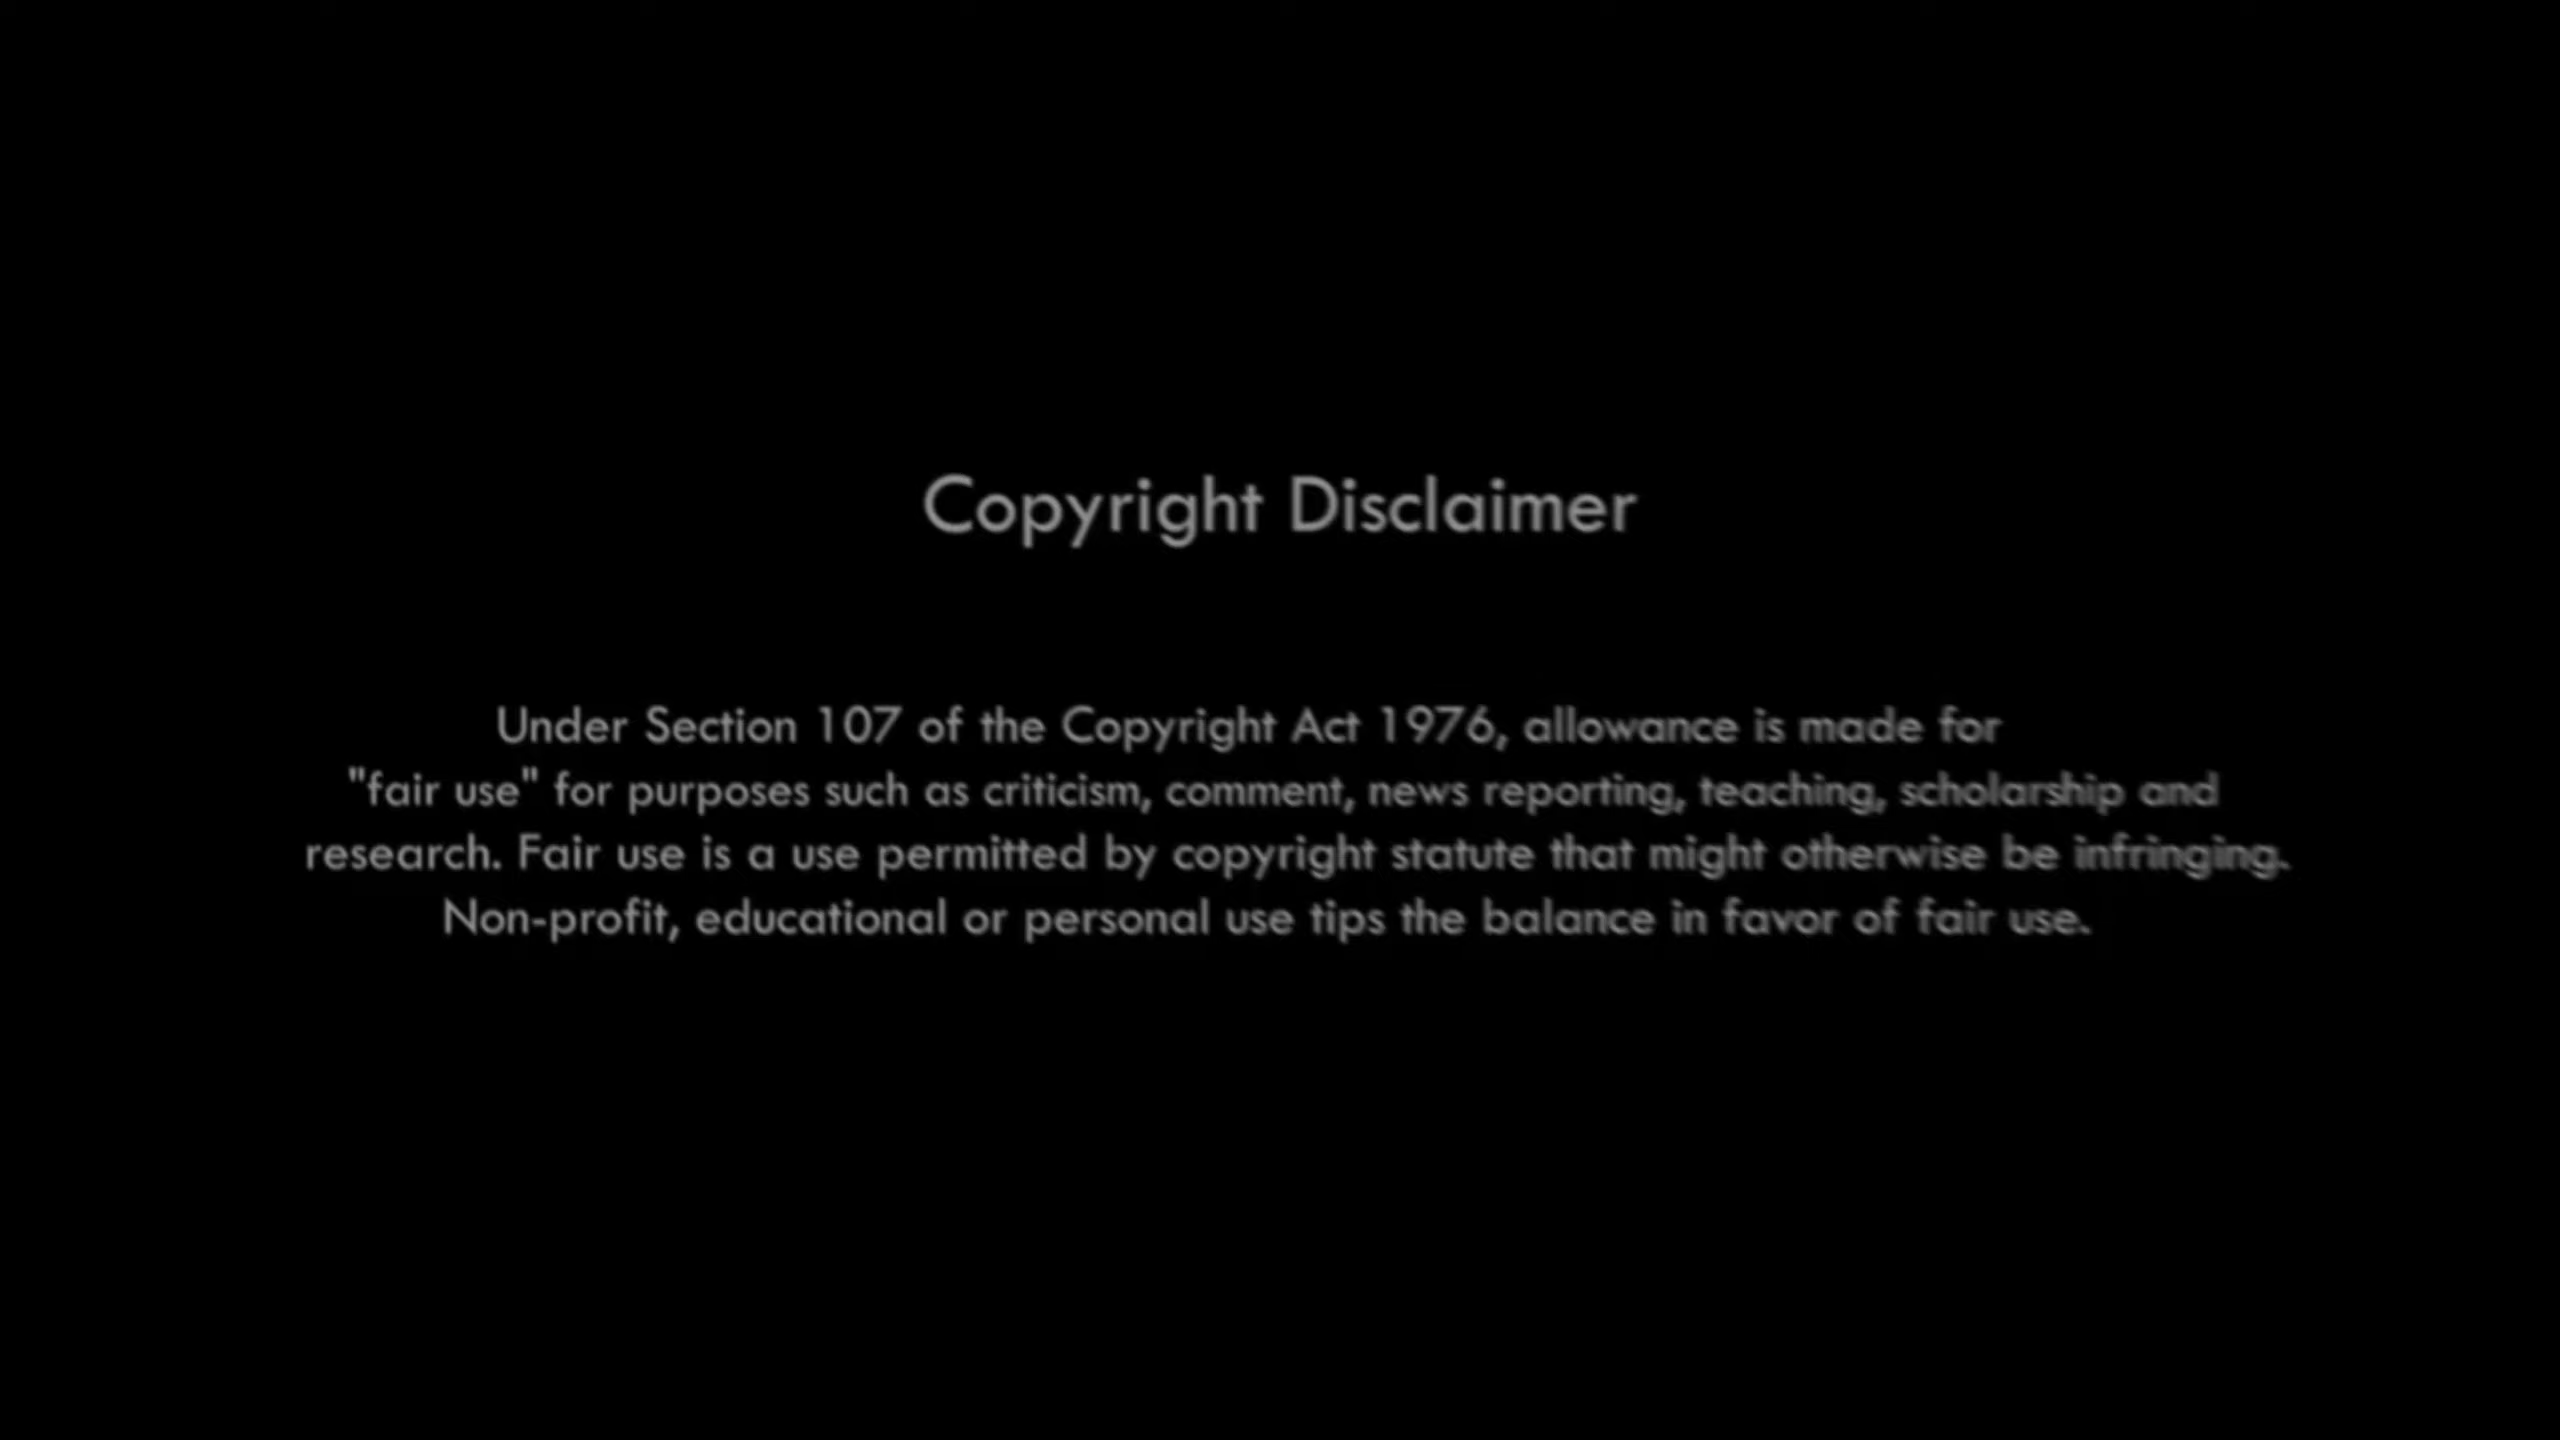 Copyright Disclaimer
Under Section 107 of the Copyright Act 1976, allowance is made for
"fair use" for purposes such as criticism, comment, news reporting, teaching, scholarship and
research. Fair use is a use permitted by copyright statute that might otherwise be infringing.
Non-profit, educational or personal use tips the balance in favor of fair use.